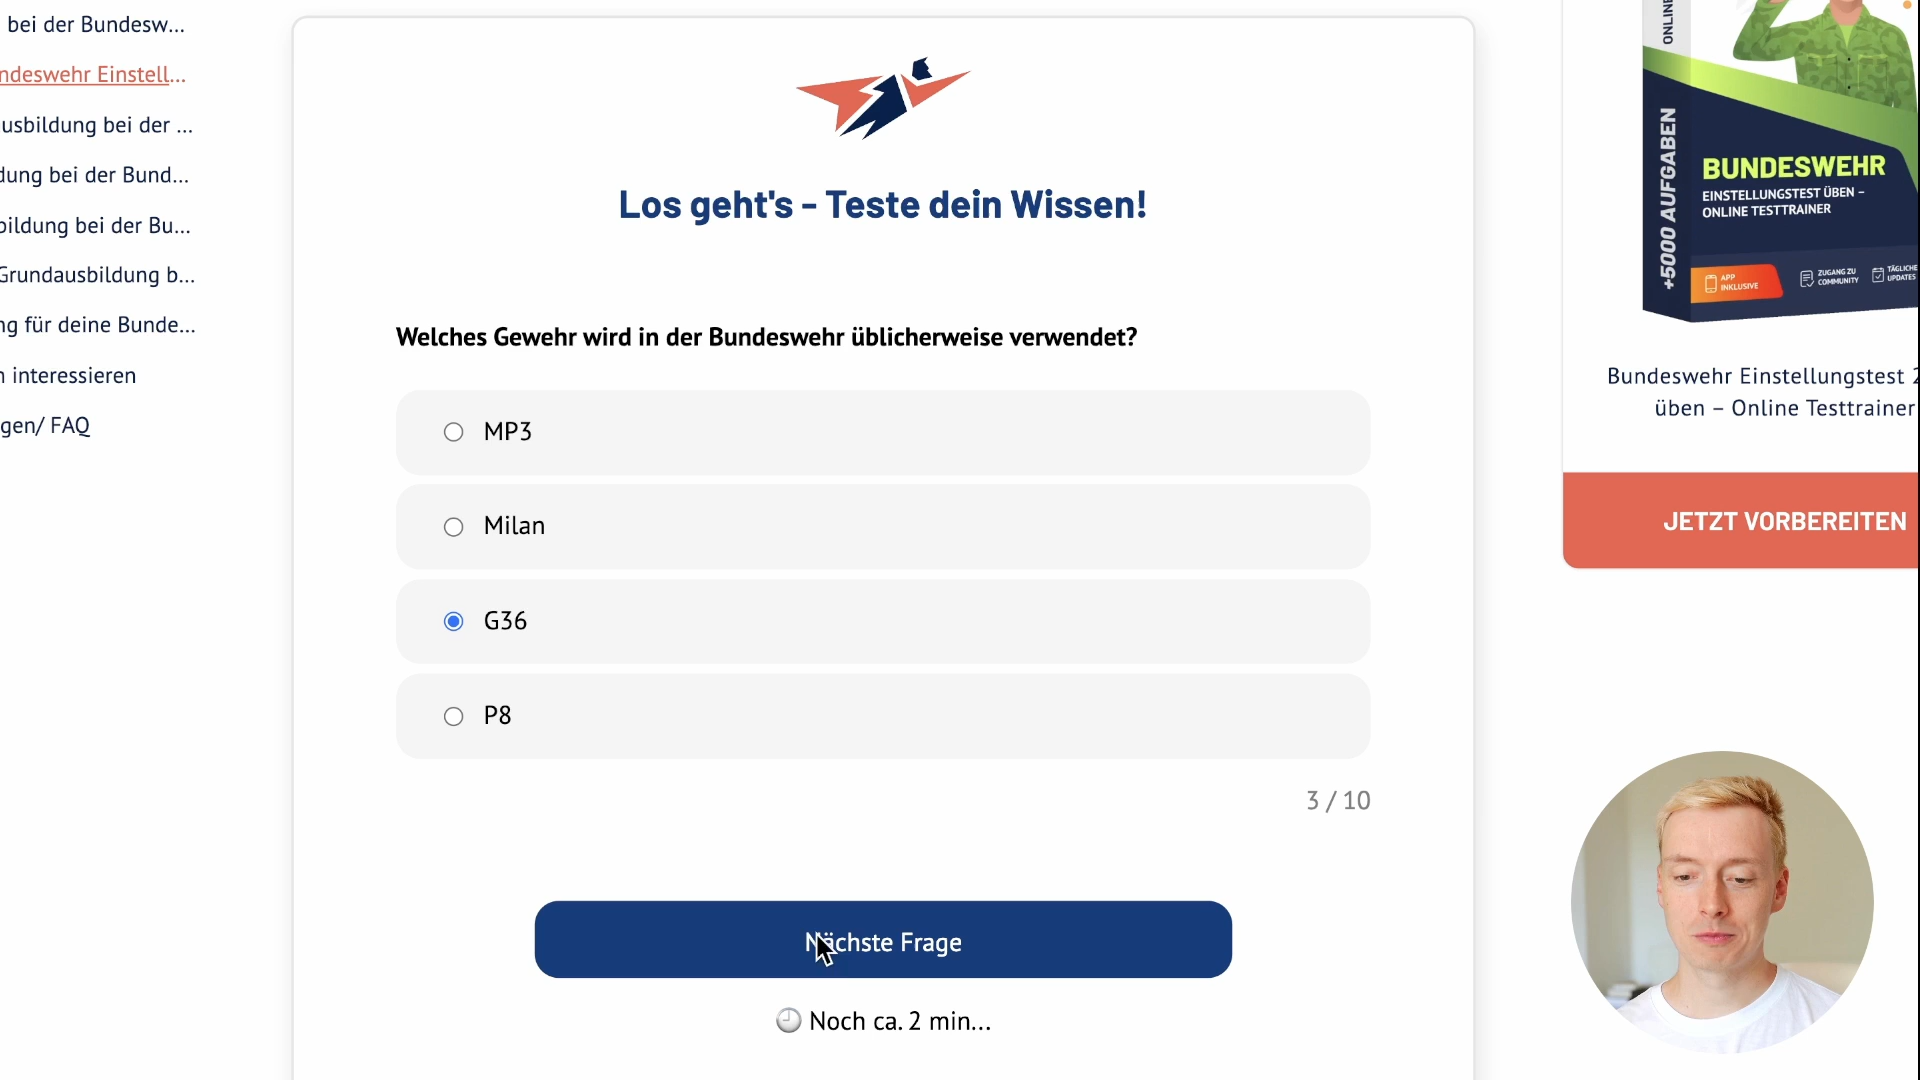 bei der Bundesw...
ndeswehr Einstell...
usbildung bei der ...
dung bei der Bund...
bildung bei der Bu...
Grundausbildung b...
ng für deine Bunde...
n interessieren
gen/ FAQ
Los geht's - Teste dein Wissen!
Welches Gewehr wird in der Bundeswehr üblicherweise verwendet?
MP3
Milan
G36
P8
3 / 10
Nächste Frage
Noch ca. 2 min...
ONLINE
+5000 AUFGABEN
BUNDESWEHR
EINSTELLUNGSTEST ÜBEN –
ONLINE TESTTRAINER
APP
INKLUSIVE
ZUGANG ZU
COMMUNITY
TÄGLICHE
UPDATES
Bundeswehr Einstellungstest 2
üben – Online Testtrainer
JETZT VORBEREITEN